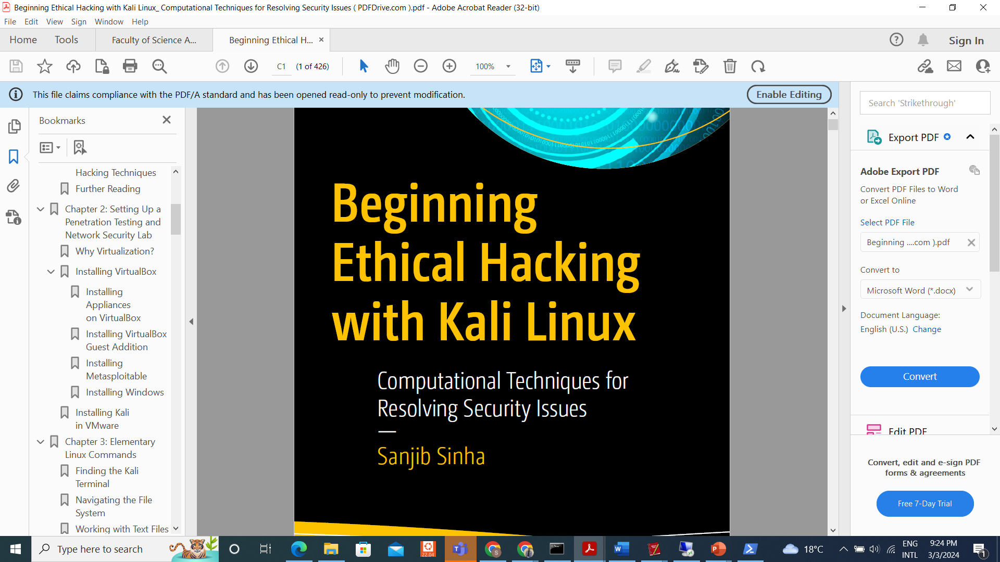 Beginning Ethical Hacking with Kali Linux_ Computational Techniques for Resolving Security Issues ( PDFDrive.com ).pdf - Adobe Acrobat Reader (32-bit)
File Edit View Sign Window Help
Home Tools Faculty of Science A... Beginning Ethical H... Sign In
C1 (1 of 426) 100%
This file claims compliance with the PDF/A standard and has been opened read-only to prevent modification.
Enable Editing
Bookmarks
Hacking Techniques
Further Reading
Chapter 2: Setting Up a
Penetration Testing and
Network Security Lab
Why Virtualization?
Installing VirtualBox
Installing
Appliances
on VirtualBox
Installing VirtualBox
Guest Addition
Installing
Metasploitable
Installing Windows
Installing Kali
in VMware
Chapter 3: Elementary
Linux Commands
Finding the Kali
Terminal
Navigating the File
System
Working with Text Files
Beginning
Ethical Hacking
with Kali Linux
Computational Techniques for
Resolving Security Issues
—
Sanjib Sinha
Search 'Strikethrough'
Export PDF
Adobe Export PDF
Convert PDF Files to Word
or Excel Online
Select PDF File
Beginning ....com ).pdf
Convert to
Microsoft Word (*.docx)
Document Language:
English (U.S.) Change
Convert
Edit PDF
Convert, edit and e-sign PDF
forms & agreements
Free 7-Day Trial
Type here to search
22.04
18°C
ENG
INTL
9:24 PM
3/3/2024
1